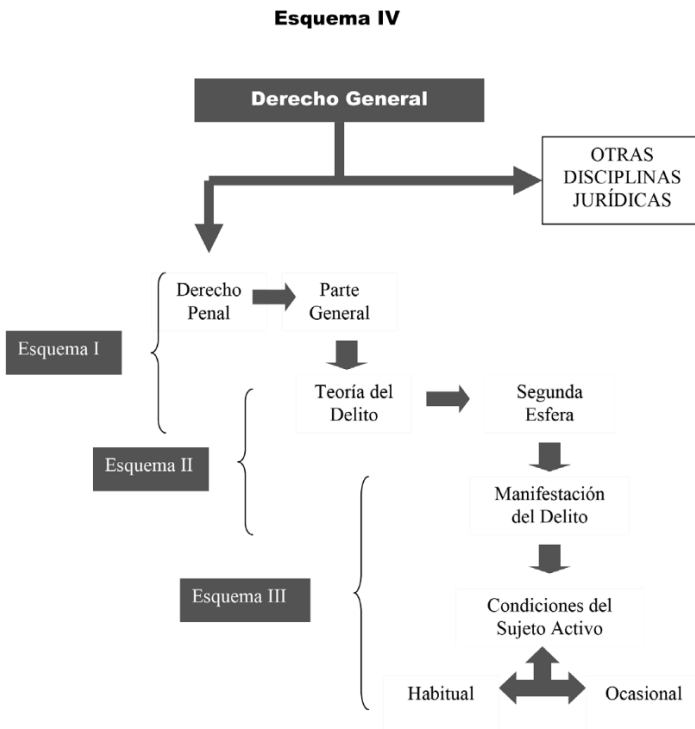 Esquema IV
Derecho General
OTRAS
DISCIPLINAS
JURÍDICAS
Derecho
Penal
Parte
General
Esquema I
Teoría del
Delito
Segunda
Esfera
Esquema II
Manifestación
del Delito
Esquema III
Condiciones del
Sujeto Activo
Habitual
Ocasional